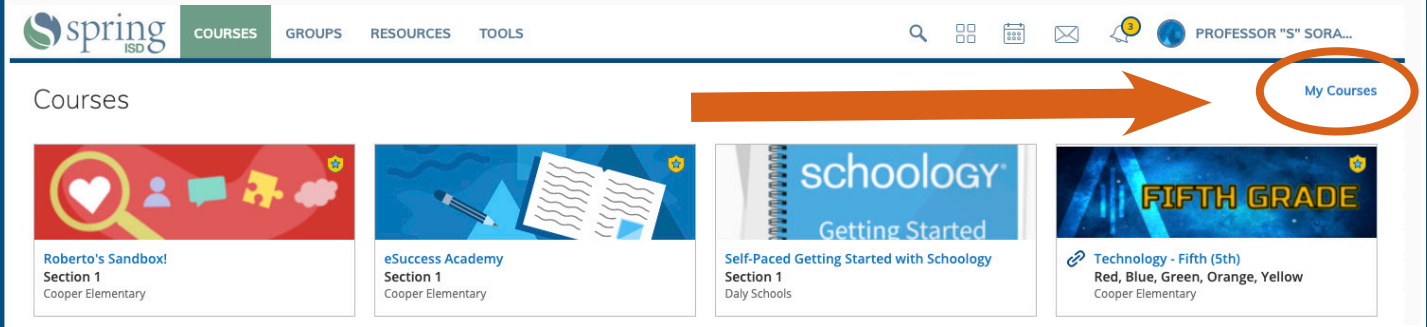 spring
ISD
COURSES GROUPS RESOURCES TOOLS
3
PROFESSOR "S" SORA...
Courses
My Courses
schoology®
Getting Started
FIFTH GRADE
Roberto's Sandbox!
Section 1
Cooper Elementary
eSuccess Academy
Section 1
Cooper Elementary
Self-Paced Getting Started with Schoology
Section 1
Daly Schools
Technology - Fifth (5th)
Red, Blue, Green, Orange, Yellow
Cooper Elementary